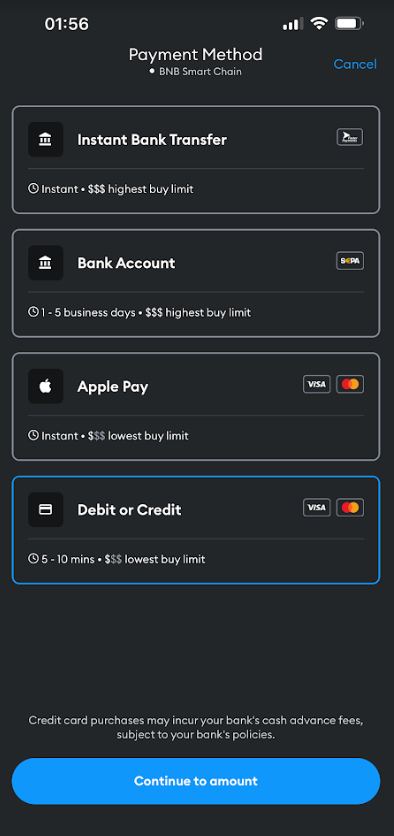 01:56
Payment Method
• BNB Smart Chain
Cancel
Instant Bank Transfer
Instant • $$$ highest buy limit
Bank Account
SEPA
1 - 5 business days • $$$ highest buy limit
Apple Pay
VISA
Instant • $$$ lowest buy limit
Debit or Credit
VISA
5 - 10 mins • $$$ lowest buy limit
Credit card purchases may incur your bank's cash advance fees,
subject to your bank's policies.
Continue to amount